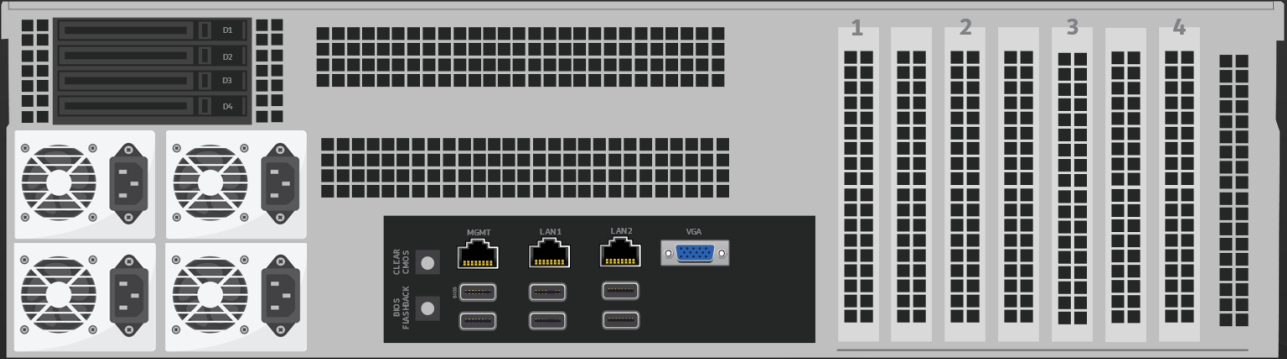 D1
D2
D3
D4
1
2
3
4
MGMT
LAN1
LAN2
VGA
CLEAR
CMOS
BIOS
FLASHBACK